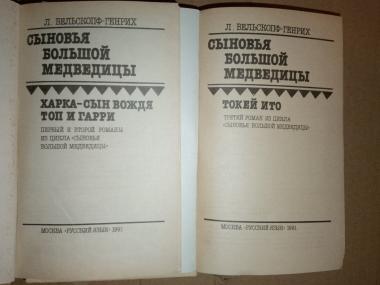 Л. ВЕЛЬСКОПФ-ГЕНРИХ
СЫНОВЬЯ
БОЛЬШОЙ
МЕДВЕДИЦЫ
ХАРКА-СЫН ВОЖДЯ
ТОП И ГАРРИ
ПЕРВЫЙ И ВТОРОЙ РОМАНЫ
ИЗ ЦИКЛА «СЫНОВЬЯ
БОЛЬШОЙ МЕДВЕДИЦЫ»
МОСКВА «РУССКИЙ ЯЗЫК» 1991
Л. ВЕЛЬСКОПФ-ГЕНРИХ
СЫНОВЬЯ
БОЛЬШОЙ
МЕДВЕДИЦЫ
ТОКЕЙ ИТО
ТРЕТИЙ РОМАН ИЗ ЦИКЛА
«СЫНОВЬЯ БОЛЬШОЙ МЕДВЕДИЦЫ»
МОСКВА «РУССКИЙ ЯЗЫК» 1991